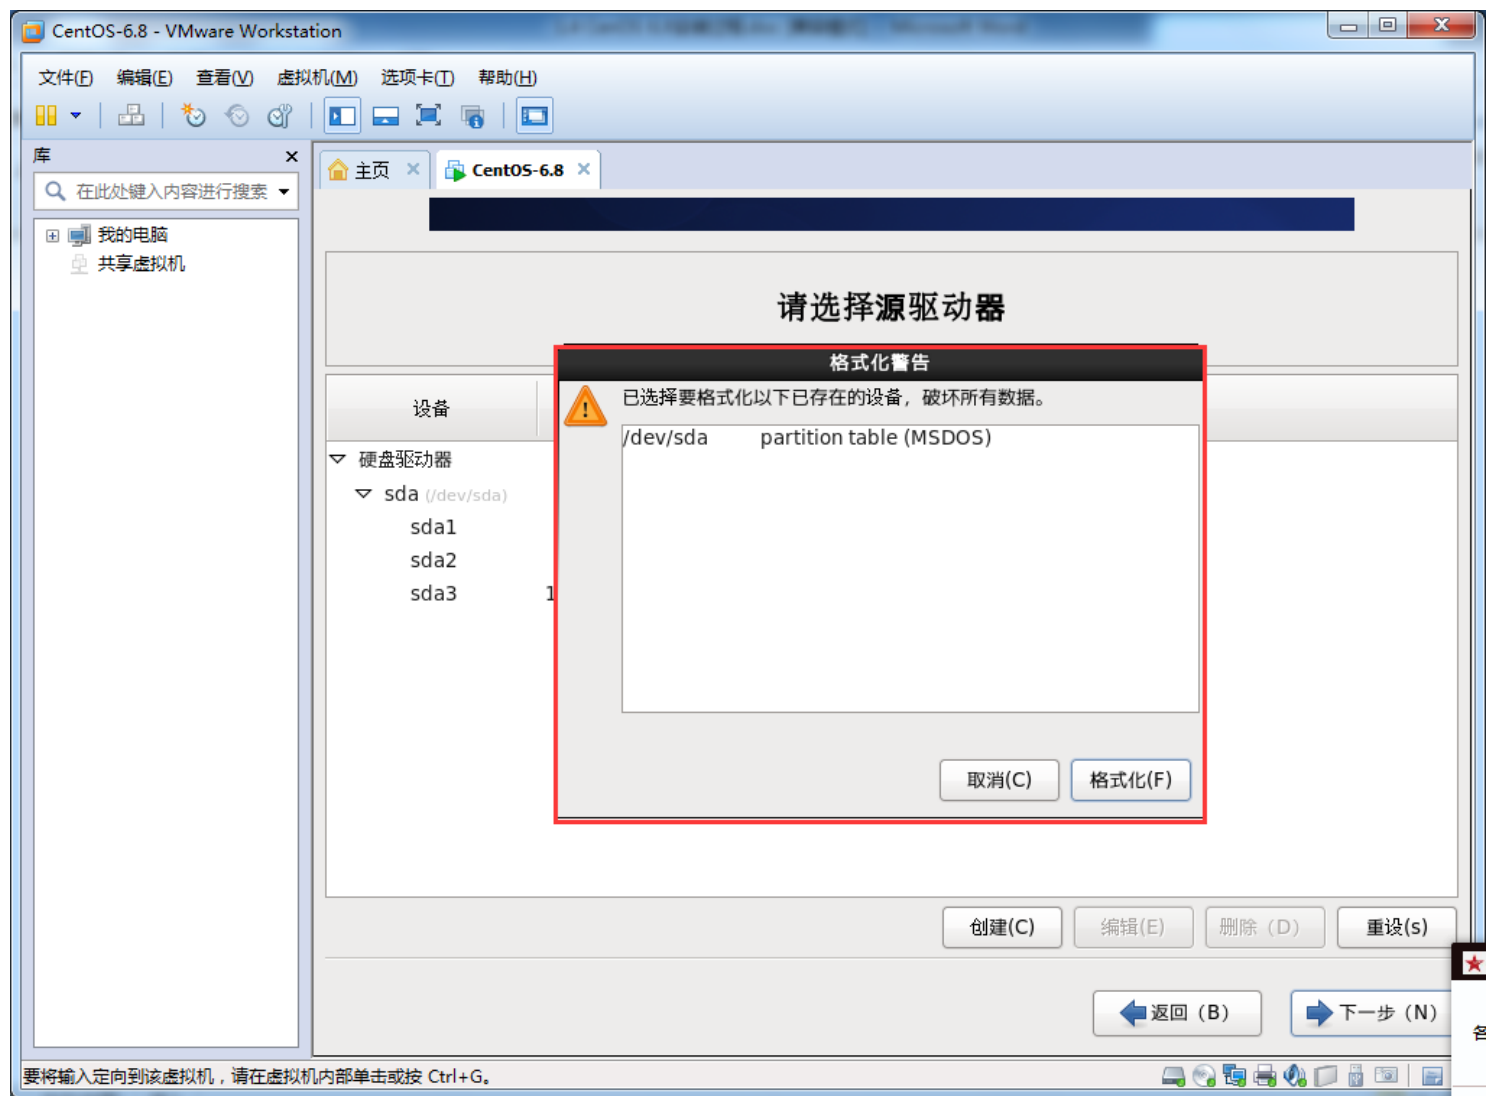 CentOS-6.8 - VMware Workstation
文件(F) 编辑(E) 查看(V) 虚拟机(M) 选项卡(T) 帮助(H)
库
在此处键入内容进行搜索
我的电脑
共享虚拟机
主页
CentOS-6.8
请选择源驱动器
格式化警告
已选择要格式化以下已存在的设备，破坏所有数据。
/dev/sda partition table (MSDOS)
设备
硬盘驱动器
sda (/dev/sda)
sda1
sda2
sda3 1
取消(C) 格式化(F)
创建(C) 编辑(E) 删除（D） 重设(s)
返回（B） 下一步（N）
要将输入定向到该虚拟机，请在虚拟机内部单击或按 Ctrl+G。